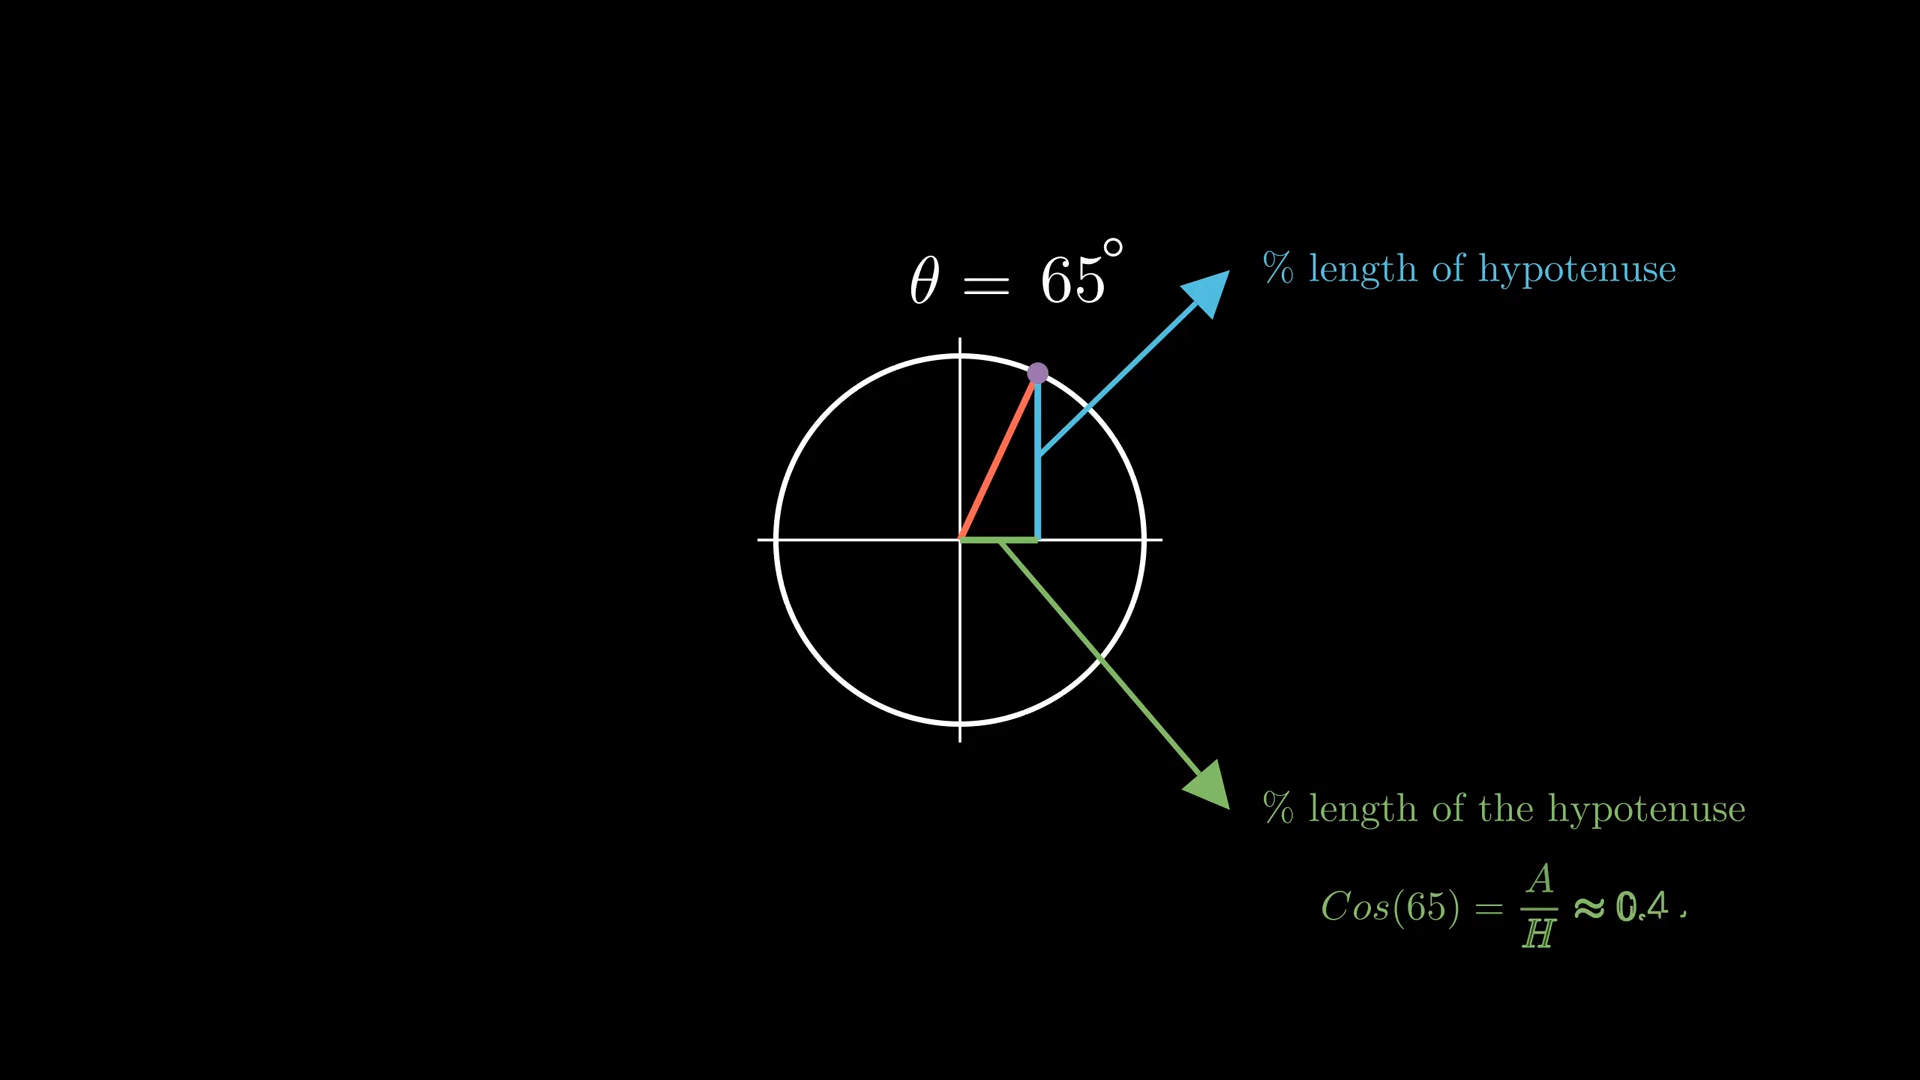 θ = 65°
% length of hypotenuse
% length of the hypotenuse
Cos(65) = A/H ≈ 0.4